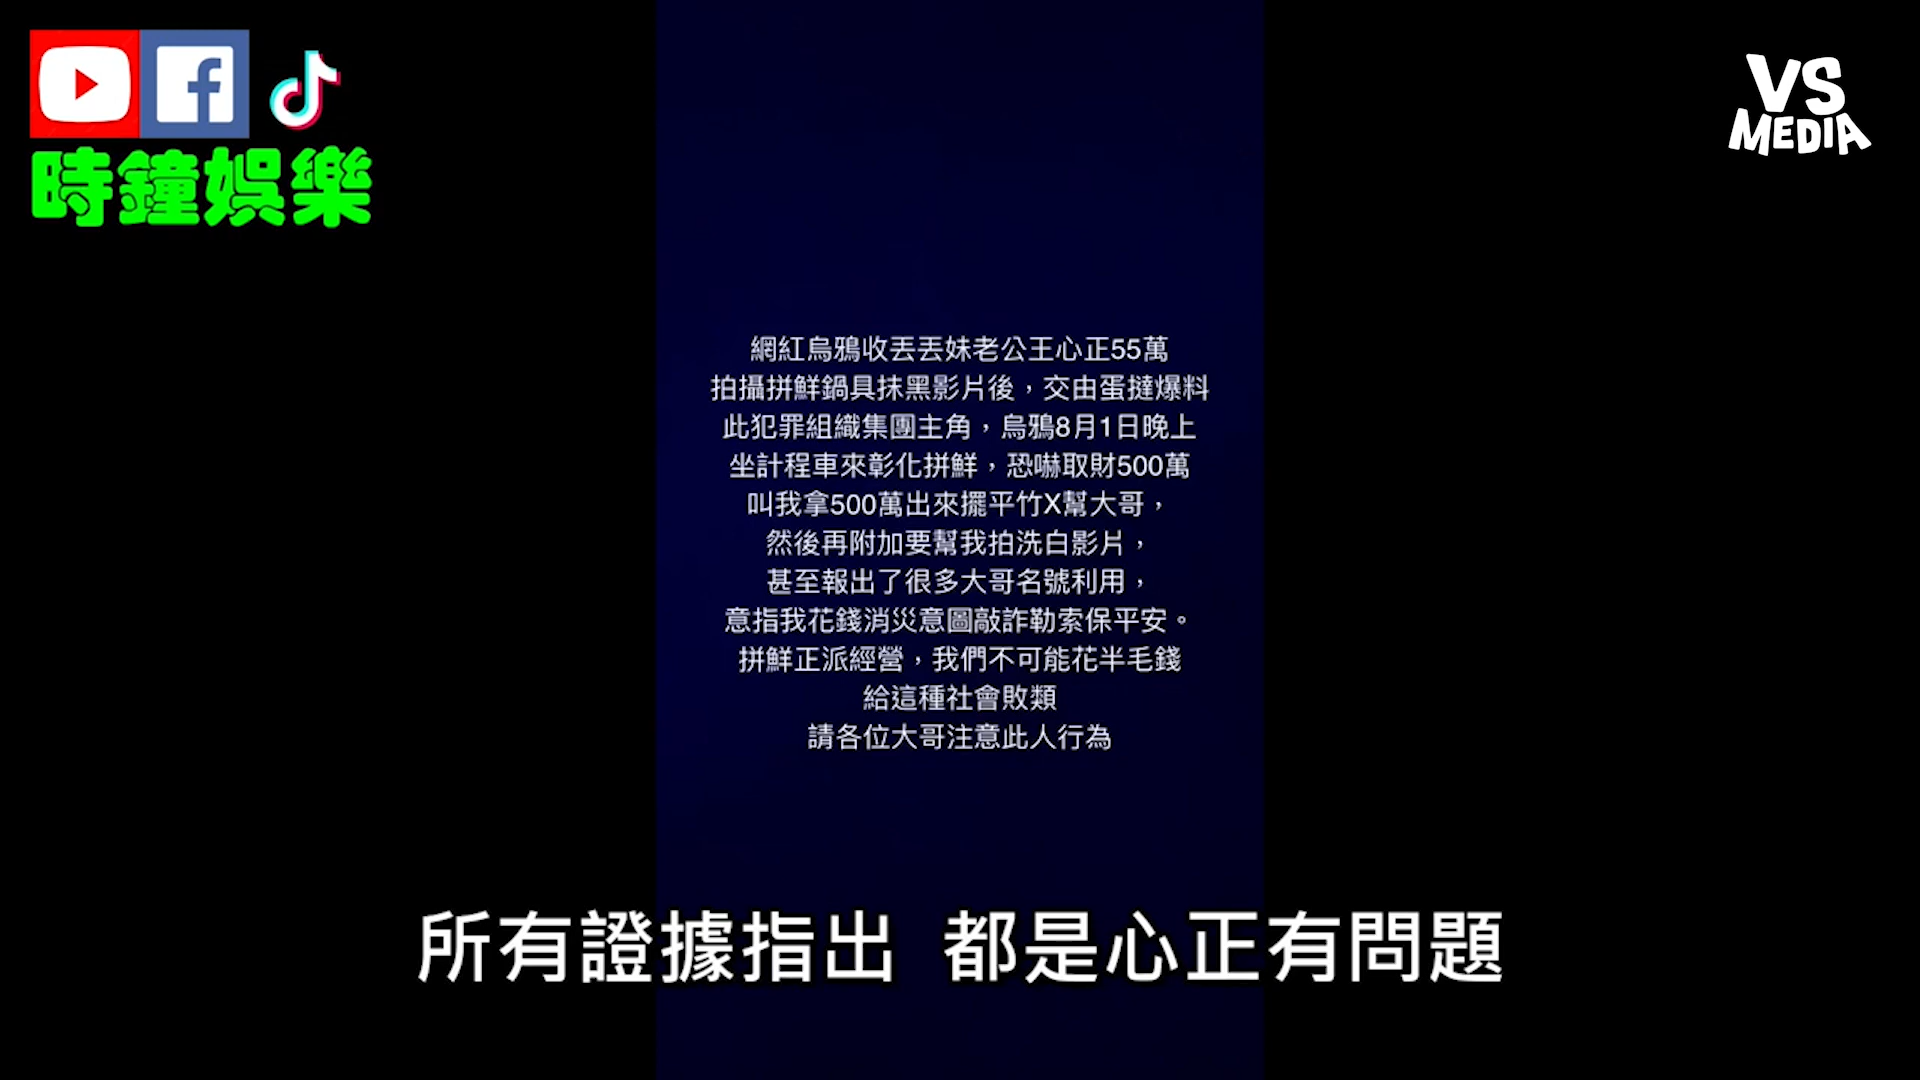 時鐘娛樂
VS
MEDIA
網紅烏鴉收丟丟妹老公王心正55萬
拍攝拼鮮鍋具抹黑影片後，交由蛋撻爆料
此犯罪組織集團主角，烏鴉8月1日晚上
坐計程車來彰化拼鮮，恐嚇取財500萬
叫我拿500萬出來擺平竹X幫大哥，
然後再附加要幫我拍洗白影片，
甚至報出了很多大哥名號利用，
意指我花錢消災意圖敲詐勒索保平安。
拼鮮正派經營，我們不可能花半毛錢
給這種社會敗類
請各位大哥注意此人行為
所有證據指出 都是心正有問題